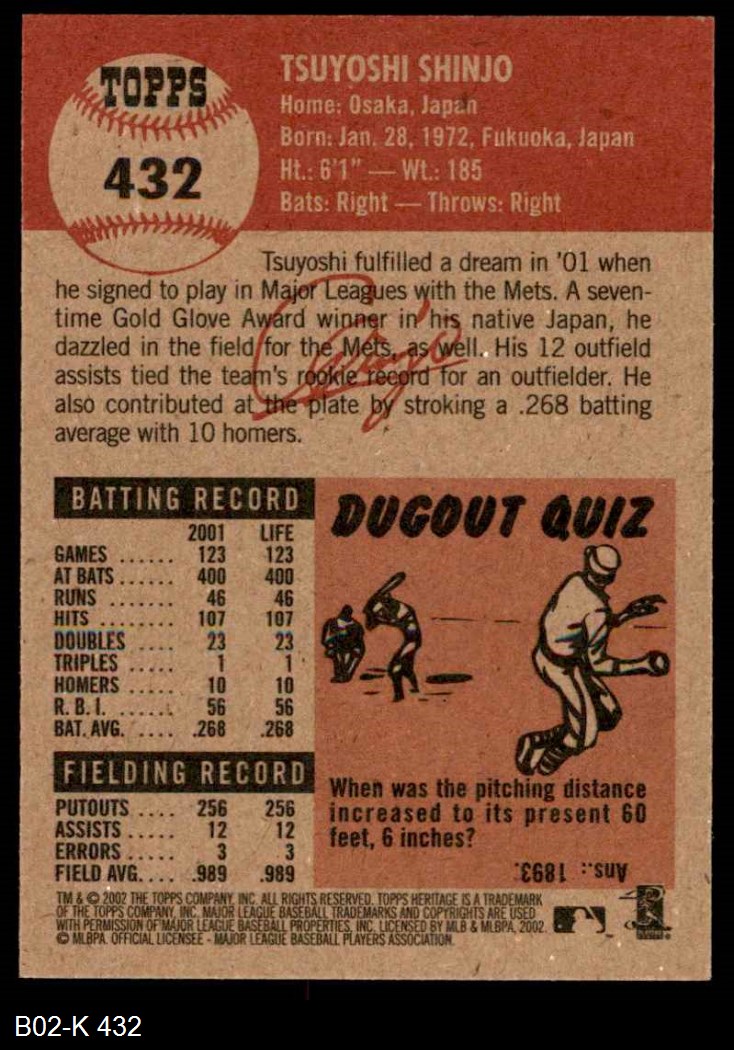 TOPPS
432
TSUYOSHI SHINJO
Home: Osaka, Japan
Born: Jan. 28, 1972, Fukuoka, Japan
Ht.: 6'1" — Wt.: 185
Bats: Right — Throws: Right
Tsuyoshi fulfilled a dream in '01 when
he signed to play in Major Leagues with the Mets. A seven-
time Gold Glove Award winner in his native Japan, he
dazzled in the field for the Mets, as well. His 12 outfield
assists tied the team's rookie record for an outfielder. He
also contributed at the plate by stroking a .268 batting
average with 10 homers.
BATTING RECORD
2001 LIFE
GAMES ...... 123 123
AT BATS ...... 400 400
RUNS ....... 46 46
HITS ........ 107 107
DOUBLES .... 23 23
TRIPLES ..... 1 1
HOMERS ..... 10 10
R.B.I. ...... 56 56
BAT. AVG. ..... .268 .268
FIELDING RECORD
PUTOUTS .... 256 256
ASSISTS ..... 12 12
ERRORS ..... 3 3
FIELD AVG.... .989 .989
DUGOUT QUIZ
When was the pitching distance
increased to its present 60
feet, 6 inches?
Ans.: 1893.
TM & © 2002 THE TOPPS COMPANY, INC. ALL RIGHTS RESERVED. TOPPS HERITAGE IS A TRADEMARK
OF THE TOPPS COMPANY, INC. MAJOR LEAGUE BASEBALL TRADEMARKS AND COPYRIGHTS ARE USED
WITH PERMISSION OF MAJOR LEAGUE BASEBALL PROPERTIES, INC. LICENSED BY MLB & MLBPA, 2002.
© MLBPA. OFFICIAL LICENSEE - MAJOR LEAGUE BASEBALL PLAYERS ASSOCIATION.
B02-K 432